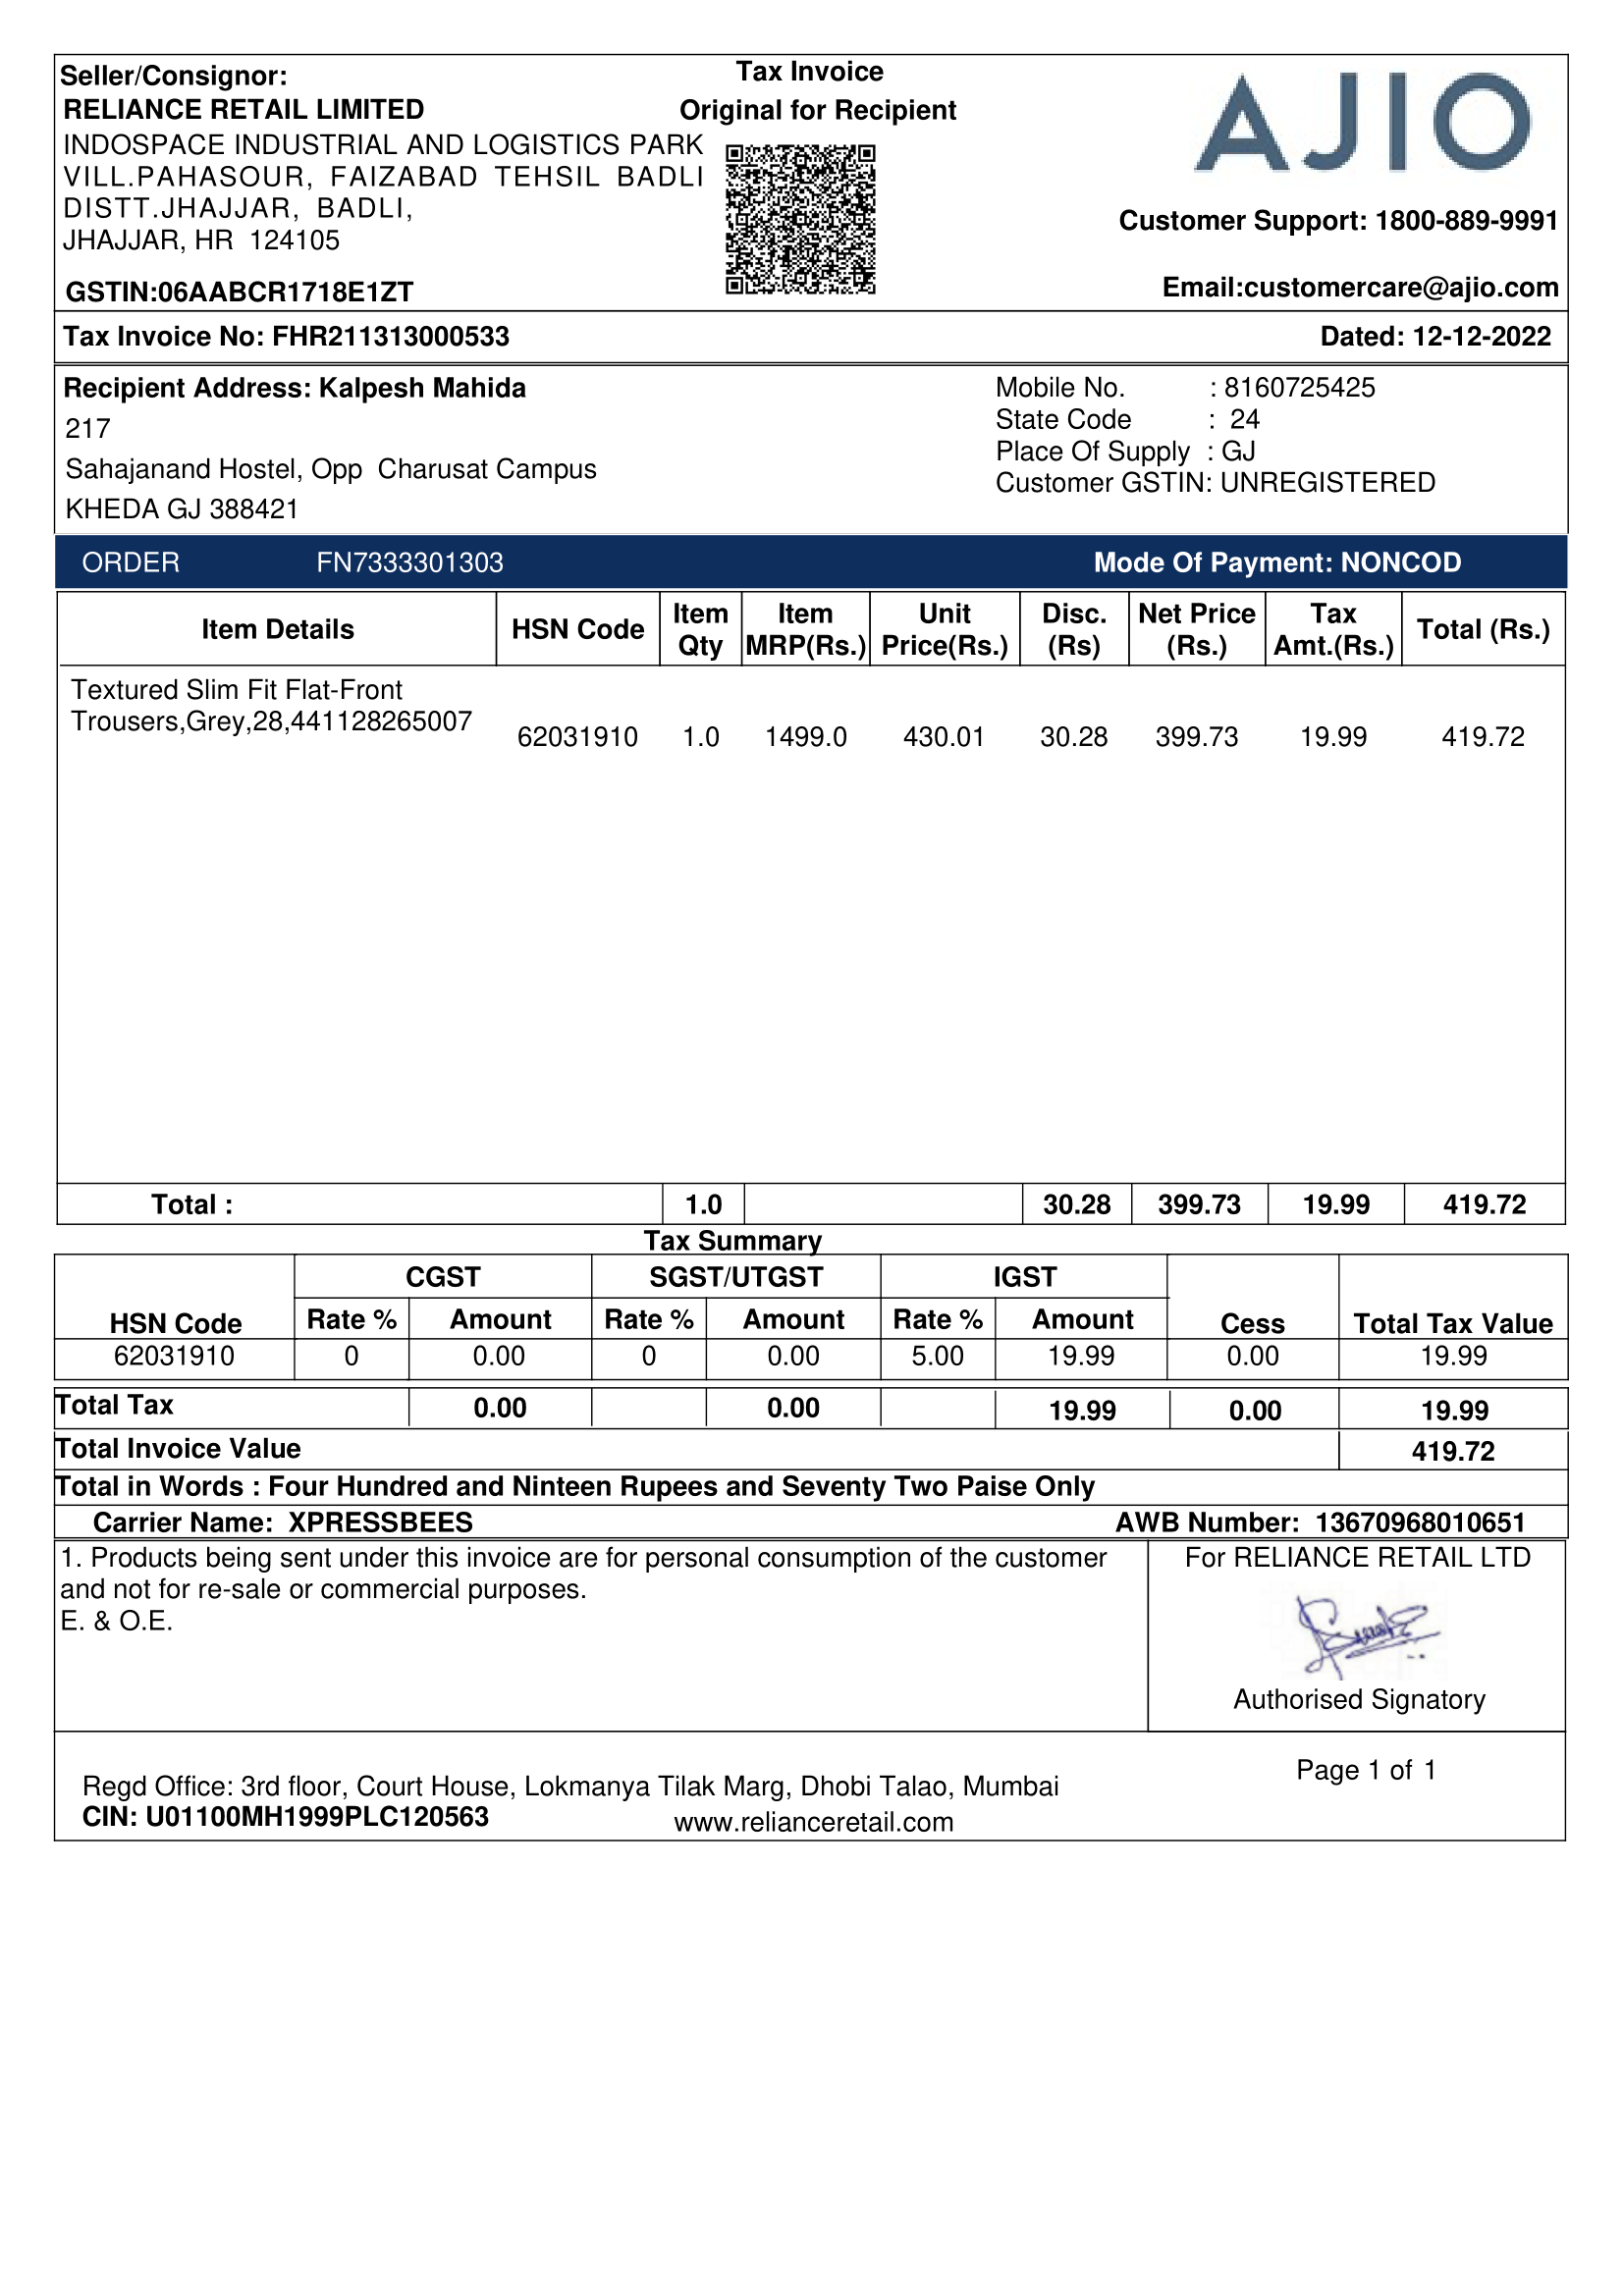 Seller/Consignor:
RELIANCE RETAIL LIMITED
INDOSPACE INDUSTRIAL AND LOGISTICS PARK
VILL.PAHASOUR, FAIZABAD TEHSIL BADLI
DISTT.JHAJJAR, BADLI,
JHAJJAR, HR 124105
GSTIN:06AABCR1718E1ZT
Tax Invoice
Original for Recipient
AJIO
Customer Support: 1800-889-9991
Email:customercare@ajio.com
Tax Invoice No: FHR211313000533 Dated: 12-12-2022
Recipient Address: Kalpesh Mahida
217
Sahajanand Hostel, Opp Charusat Campus
KHEDA GJ 388421
Mobile No. : 8160725425
State Code : 24
Place Of Supply : GJ
Customer GSTIN: UNREGISTERED
ORDER FN7333301303 Mode Of Payment: NONCOD
Item Details HSN Code Item Qty Item MRP(Rs.) Unit Price(Rs.) Disc. (Rs) Net Price (Rs.) Tax Amt.(Rs.) Total (Rs.)
Textured Slim Fit Flat-Front
Trousers,Grey,28,441128265007
62031910 1.0 1499.0 430.01 30.28 399.73 19.99 419.72
Total : 1.0 30.28 399.73 19.99 419.72
Tax Summary
CGST SGST/UTGST IGST
HSN Code Rate % Amount Rate % Amount Rate % Amount Cess Total Tax Value
62031910 0 0.00 0 0.00 5.00 19.99 0.00 19.99
Total Tax 0.00 0.00 19.99 0.00 19.99
Total Invoice Value 419.72
Total in Words : Four Hundred and Ninteen Rupees and Seventy Two Paise Only
Carrier Name: XPRESSBEES AWB Number: 13670968010651
1. Products being sent under this invoice are for personal consumption of the customer
and not for re-sale or commercial purposes.
E. & O.E.
For RELIANCE RETAIL LTD
Authorised Signatory
Page 1 of 1
Regd Office: 3rd floor, Court House, Lokmanya Tilak Marg, Dhobi Talao, Mumbai
CIN: U01100MH1999PLC120563
www.relianceretail.com